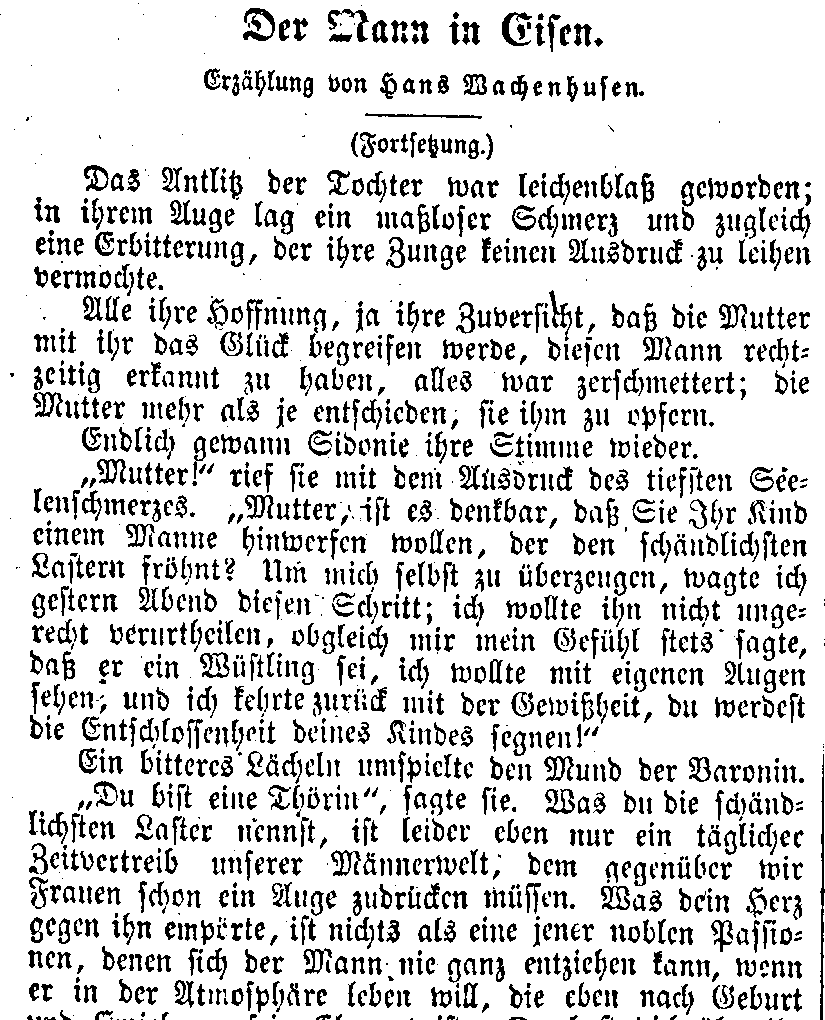 Der Mann in Eisen.
Erzählung von Hans Wachenhusen.
(Fortsetzung.)
Das Antlitz der Tochter war leichenblaß geworden;
in ihrem Auge lag ein maßloser Schmerz und zugleich
eine Erbitterung, der ihre Zunge keinen Ausdruck zu leihen
vermochte.
Alle ihre Hoffnung, ja ihre Zuversicht, daß die Mutter
mit ihr das Glück begreifen werde, diesen Mann recht-
zeitig erkannt zu haben, alles war zerschmettert; die
Mutter mehr als je entschieden, sie ihm zu opfern.
Endlich gewann Sidonie ihre Stimme wieder.
„Mutter!“ rief sie mit dem Ausdruck des tiefsten See-
lenschmerzes. „Mutter, ist es denkbar, daß Sie Ihr Kind
einem Manne hinwerfen wollen, der den schändlichsten
Lastern fröhnt? Um mich selbst zu überzeugen, wagte ich
gestern Abend diesen Schritt; ich wollte ihn nicht unge-
recht verurtheilen, obgleich mir mein Gefühl stets sagte,
daß er ein Wüstling sei, ich wollte mit eigenen Augen
sehen, und ich kehrte zurück mit der Gewißheit, du werdest
die Entschlossenheit deines Kindes segnen!“
Ein bitteres Lächeln umspielte den Mund der Baronin.
„Du bist eine Thörin“, sagte sie. Was du die schänd-
lichsten Laster nennst, ist leider eben nur ein täglicher
Zeitvertreib unserer Männerwelt, dem gegenüber wir
Frauen schon ein Auge zudrücken müssen. Was dein Herz
gegen ihn empörte, ist nichts als eine jener noblen Passio-
nen, denen sich der Mann nie ganz entziehen kann, wenn
er in der Atmosphäre leben will, die eben nach Geburt